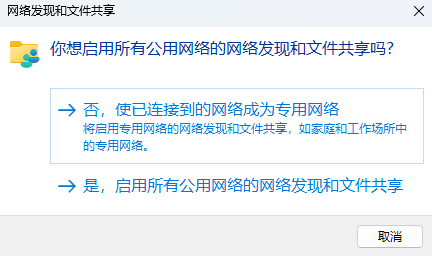 网络发现和文件共享
你想启用所有公用网络的网络发现和文件共享吗?
否，使已连接到的网络成为专用网络
将启用专用网络的网络发现和文件共享，如家庭和工作场所中
的专用网络。
是，启用所有公用网络的网络发现和文件共享
取消